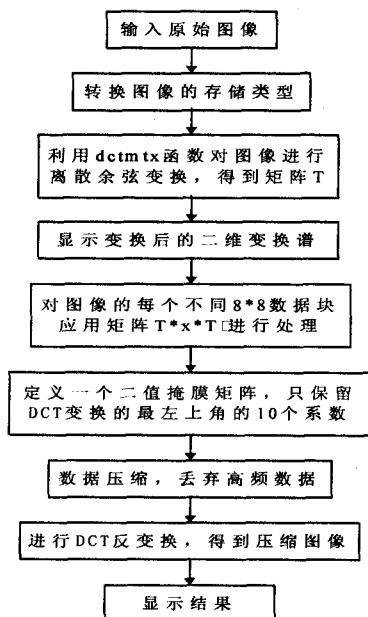 输入原始图像
转换图像的存储类型
利用dctmtx函数对图像进行
离散余弦变换，得到矩阵T
显示变换后的二维变换谱
对图像的每个不同8*8数据块
应用矩阵T*x*T□进行处理
定义一个二值掩膜矩阵，只保留
DCT变换的最左上角的10个系数
数据压缩，丢弃高频数据
进行DCT反变换，得到压缩图像
显示结果